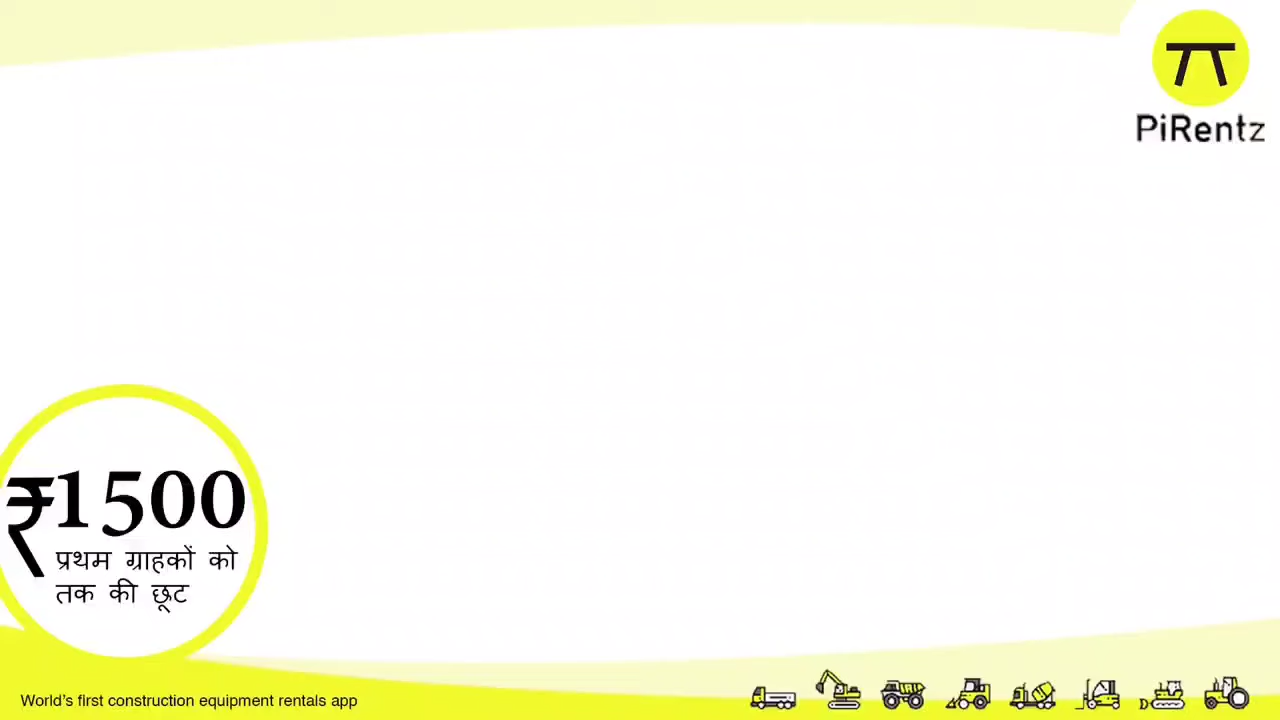 PiRentz
₹1500
प्रथम ग्राहकों को
तक की छूट
World's first construction equipment rentals app